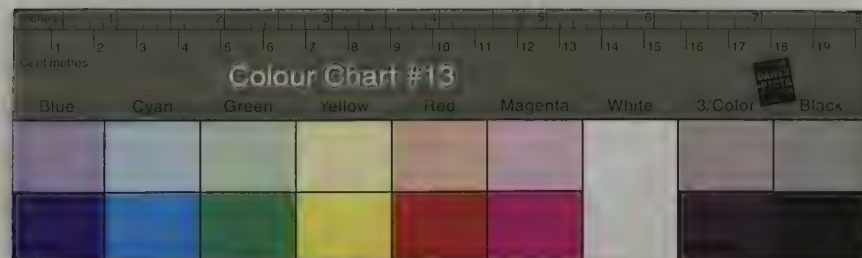 Inches 1 2 3 4 5 6 7
1 2 3 4 5 6 7 8 9 10 11 12 13 14 15 16 17 18 19
Centimetres
Colour Chart #13
DANES
PICTA
Blue Cyan Green Yellow Red Magenta White 3/Color Black